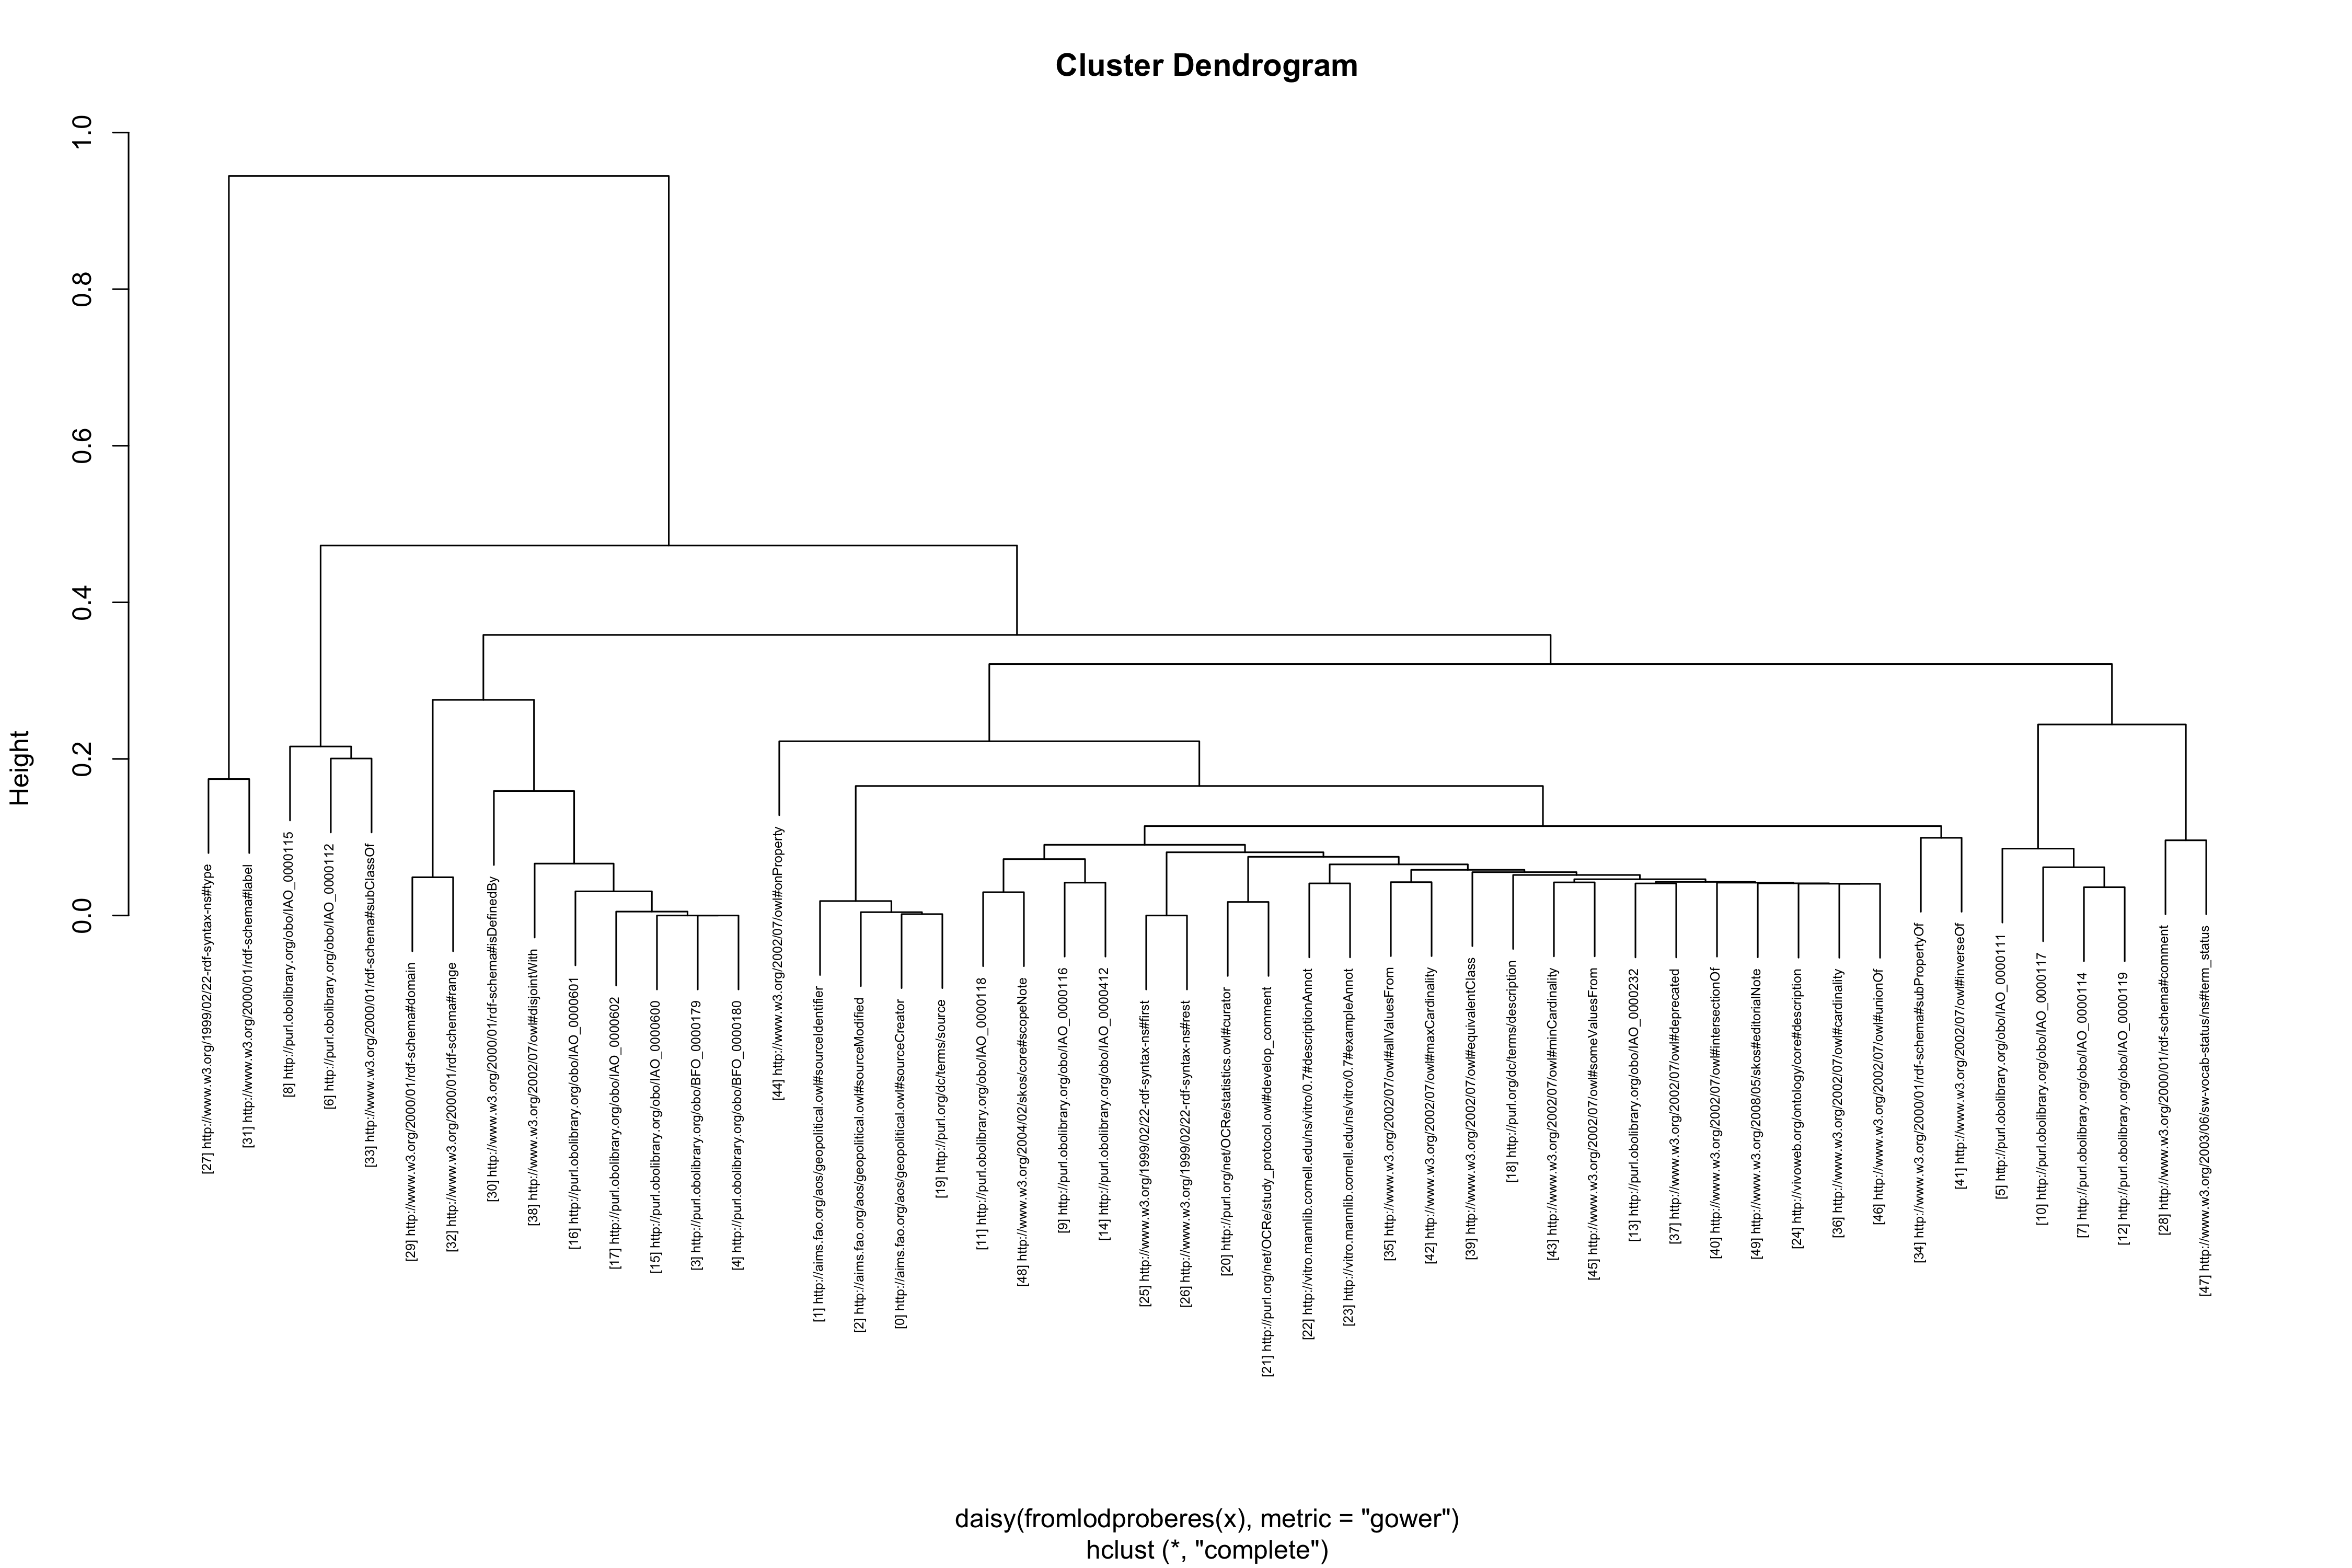 Cluster Dendrogram
Height
1.0
0.8
0.6
0.4
0.2
0.0
[27] http://www.w3.org/1999/02/22-rdf-syntax-ns#type
[31] http://www.w3.org/2000/01/rdf-schema#label
[8] http://purl.obolibrary.org/obo/IAO_0000115
[6] http://purl.obolibrary.org/obo/IAO_0000112
[33] http://www.w3.org/2000/01/rdf-schema#subClassOf
[29] http://www.w3.org/2000/01/rdf-schema#domain
[32] http://www.w3.org/2000/01/rdf-schema#range
[30] http://www.w3.org/2000/01/rdf-schema#isDefinedBy
[38] http://www.w3.org/2002/07/owl#disjointWith
[16] http://purl.obolibrary.org/obo/IAO_0000601
[17] http://purl.obolibrary.org/obo/IAO_0000602
[15] http://purl.obolibrary.org/obo/IAO_0000600
[3] http://purl.obolibrary.org/obo/BFO_0000179
[4] http://purl.obolibrary.org/obo/BFO_0000180
[44] http://www.w3.org/2002/07/owl#onProperty
[1] http://aims.fao.org/aos/geopolitical.owl#sourceIdentifier
[2] http://aims.fao.org/aos/geopolitical.owl#sourceModified
[0] http://aims.fao.org/aos/geopolitical.owl#sourceCreator
[19] http://purl.org/dc/terms/source
[11] http://purl.obolibrary.org/obo/IAO_0000118
[48] http://www.w3.org/2004/02/skos/core#scopeNote
[9] http://purl.obolibrary.org/obo/IAO_0000116
[14] http://purl.obolibrary.org/obo/IAO_0000412
[25] http://www.w3.org/1999/02/22-rdf-syntax-ns#first
[26] http://www.w3.org/1999/02/22-rdf-syntax-ns#rest
[20] http://purl.org/net/OCRe/statistics.owl#curator
[21] http://purl.org/net/OCRe/study_protocol.owl#develop_comment
[22] http://vitro.mannlib.cornell.edu/ns/vitro/0.7#descriptionAnnot
[23] http://vitro.mannlib.cornell.edu/ns/vitro/0.7#exampleAnnot
[35] http://www.w3.org/2002/07/owl#allValuesFrom
[42] http://www.w3.org/2002/07/owl#maxCardinality
[39] http://www.w3.org/2002/07/owl#equivalentClass
[18] http://purl.org/dc/terms/description
[43] http://www.w3.org/2002/07/owl#minCardinality
[45] http://www.w3.org/2002/07/owl#someValuesFrom
[13] http://purl.obolibrary.org/obo/IAO_0000232
[37] http://www.w3.org/2002/07/owl#deprecated
[40] http://www.w3.org/2002/07/owl#intersectionOf
[49] http://www.w3.org/2008/05/skos#editorialNote
[24] http://vivoweb.org/ontology/core#description
[36] http://www.w3.org/2002/07/owl#cardinality
[46] http://www.w3.org/2002/07/owl#unionOf
[34] http://www.w3.org/2000/01/rdf-schema#subPropertyOf
[41] http://www.w3.org/2002/07/owl#inverseOf
[5] http://purl.obolibrary.org/obo/IAO_0000111
[10] http://purl.obolibrary.org/obo/IAO_0000117
[7] http://purl.obolibrary.org/obo/IAO_0000114
[12] http://purl.obolibrary.org/obo/IAO_0000119
[28] http://www.w3.org/2000/01/rdf-schema#comment
[47] http://www.w3.org/2003/06/sw-vocab-status/ns#term_status
daisy(fromlodproberes(x), metric = "gower")
hclust (*, "complete")